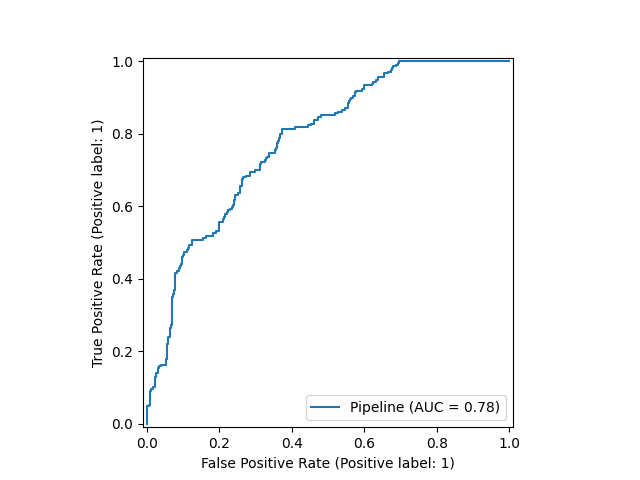 1.0
0.8
0.6
0.4
0.2
0.0
True Positive Rate (Positive label: 1)
Pipeline (AUC = 0.78)
0.0 0.2 0.4 0.6 0.8 1.0
False Positive Rate (Positive label: 1)